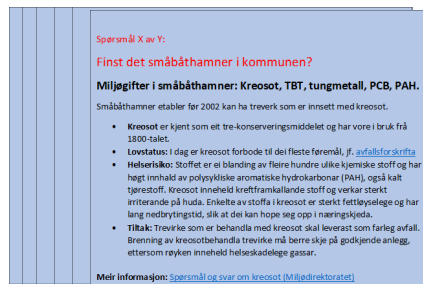 Spørsmål X av Y:
Finst det småbåthamner i kommunen?
Miljøgifter i småbåthamner: Kreosot, TBT, tungmetall, PCB, PAH.
Småbåthamner etabler før 2002 kan ha treverk som er innsett med kreosot.
• Kreosot er kjent som eit tre-konserveringsmiddelet og har vore i bruk frå
1800-talet.
• Lovstatus: I dag er kreosot forbode til dei fleste føremål, jf. avfallsforskrifta
• Helserisiko: Stoffet er ei blanding av fleire hundre ulike kjemiske stoff og har
høgt innhald av polysykliske aromatiske hydrokarbonar (PAH), også kalt
tjørestoff. Kreosot inneheld kreftframkallande stoff og verkar sterkt
irriterande på huda. Enkelte av stoffa i kreosot er sterkt fettløyselege og har
lang nedbrytingstid, slik at dei kan hope seg opp i næringskjeda.
• Tiltak: Trevirke som er behandla med kreosot skal leverast som farleg avfall.
Brenning av kreosotbehandla trevirke må berre skje på godkjende anlegg,
ettersom røyken inneheld helseskadelege gassar.
Meir informasjon: Spørsmål og svar om kreosot (Miljødirektoratet)